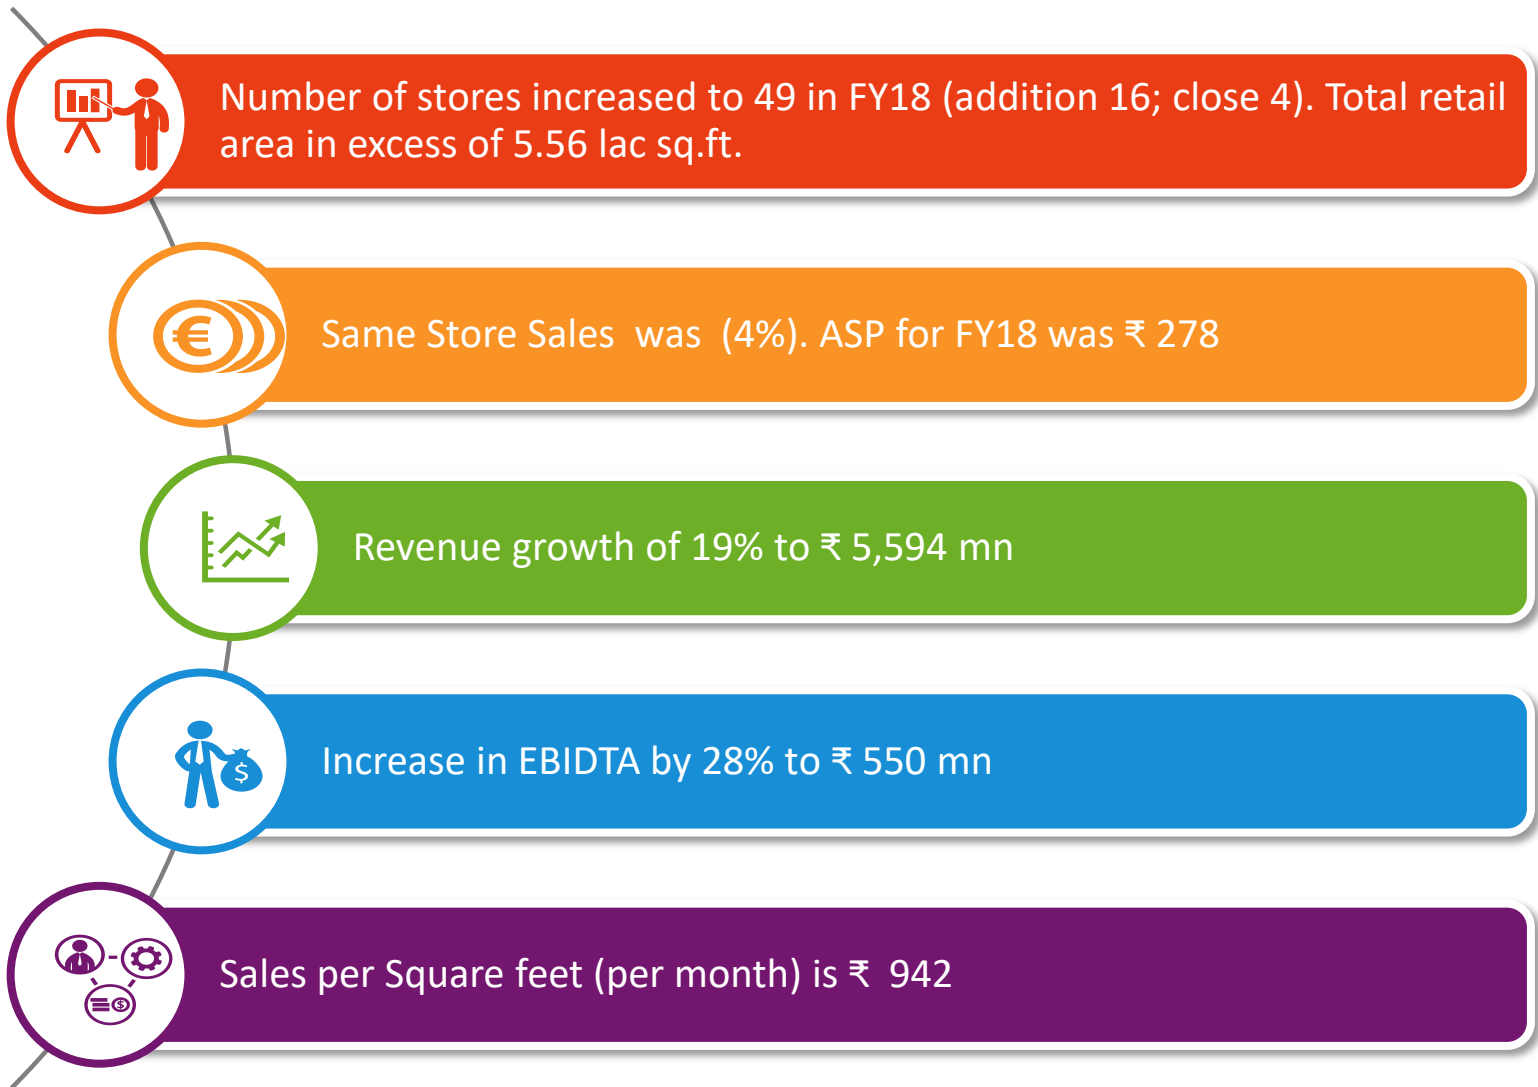 Number of stores increased to 49 in FY18 (addition 16; close 4). Total retail
area in excess of 5.56 lac sq.ft.
€
Same Store Sales  was  (4%). ASP for FY18 was ₹ 278
Revenue growth of 19% to ₹ 5,594 mn
$
Increase in EBIDTA by 28% to ₹ 550 mn
$
Sales per Square feet (per month) is ₹  942